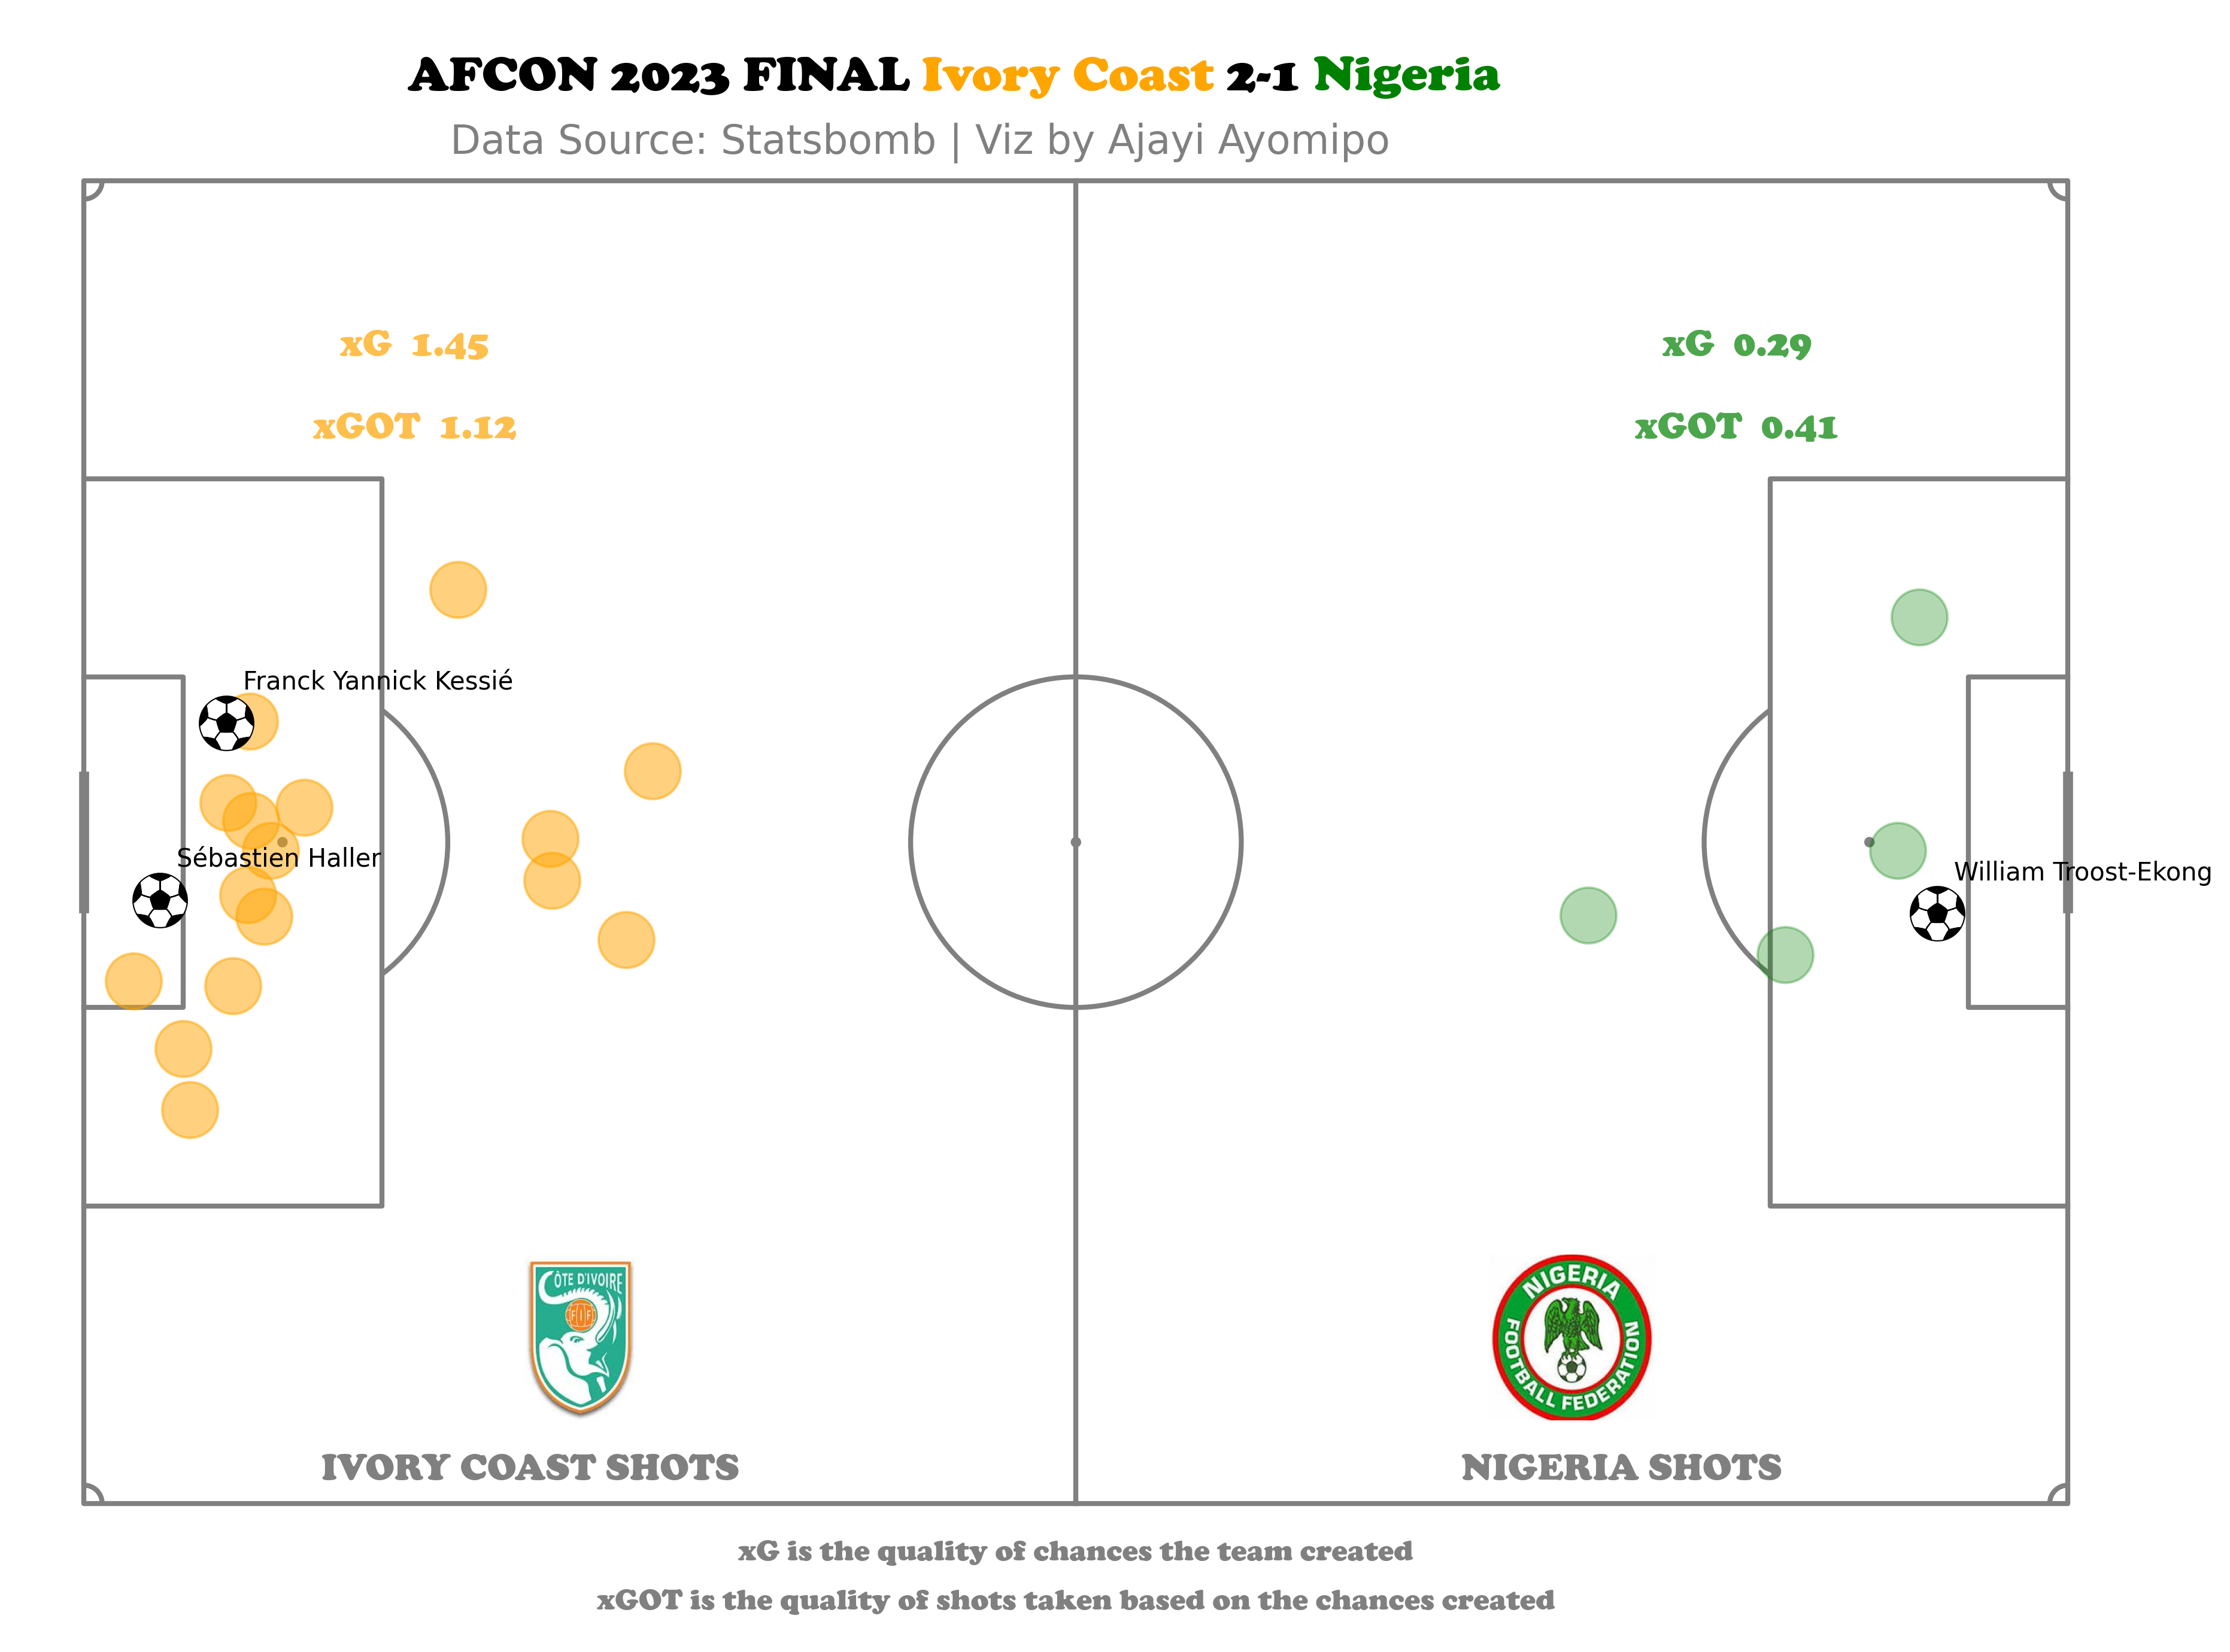 AFCON 2023 FINAL Ivory Coast 2-1 Nigeria
Data Source: Statsbomb | Viz by Ajayi Ayomipo
xG 1.45
xG 0.29
xGOT 1.12
xGOT 0.41
Franck Yannick Kessié
Sébastien Haller
William Troost-Ekong
CÔTE D'IVOIRE
FIF
NIGERIA
FOOTBALL FEDERATION
IVORY COAST SHOTS
NIGERIA SHOTS
xG is the quality of chances the team created
xGOT is the quality of shots taken based on the chances created